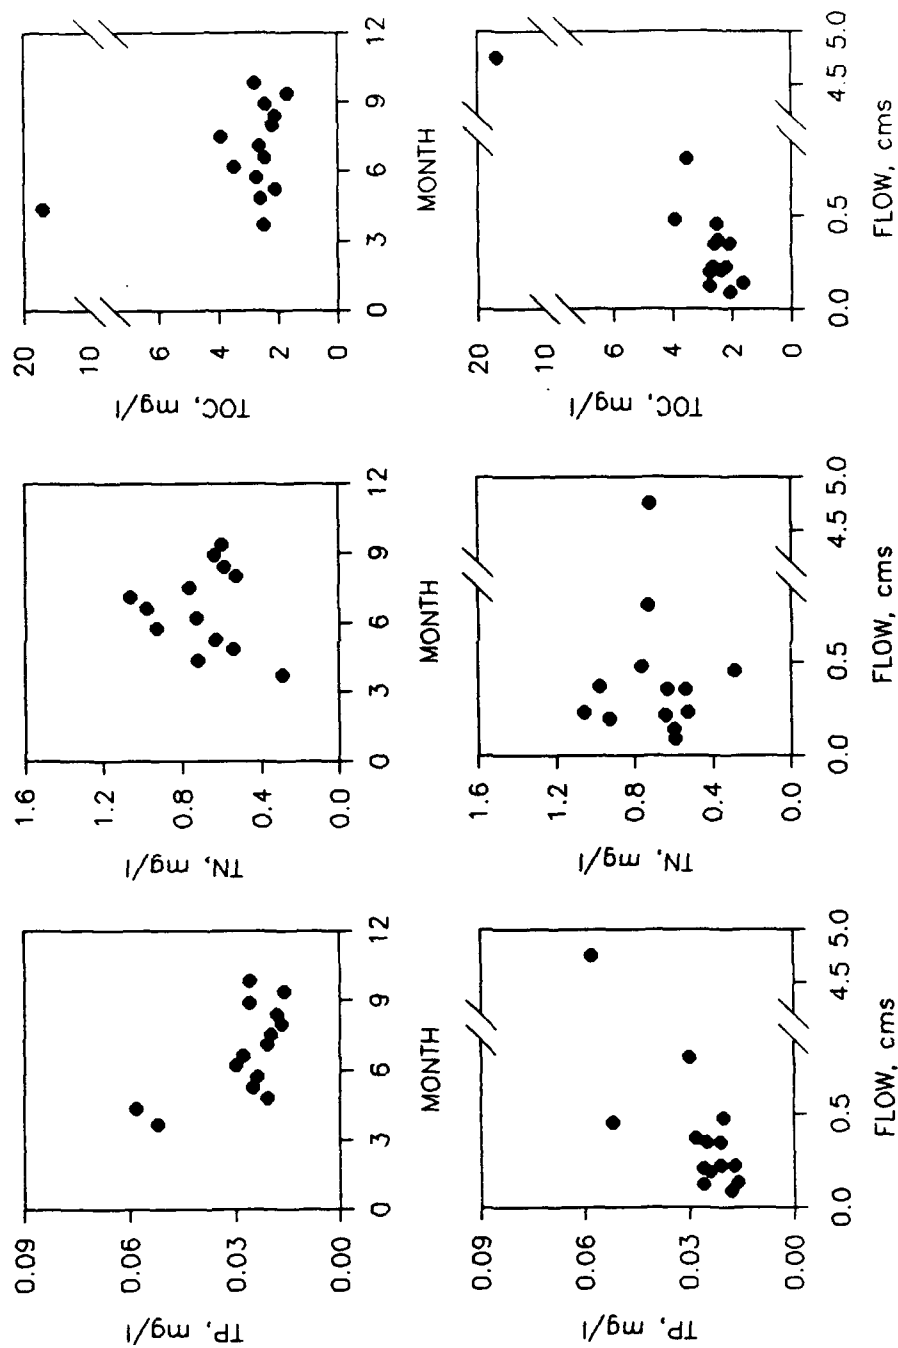 TP, mg/l
0.09
0.06
0.03
0.00
0 3 6 9 12
MONTH
TN, mg/l
1.6
1.2
0.8
0.4
0.0
0 3 6 9 12
MONTH
TOC, mg/l
20
10
6
4
2
0
0 3 6 9 12
MONTH
TP, mg/l
0.09
0.06
0.03
0.00
0.0 0.5 4.5 5.0
FLOW, cms
TN, mg/l
1.6
1.2
0.8
0.4
0.0
0.0 0.5 4.5 5.0
FLOW, cms
TOC, mg/l
20
10
6
4
2
0
0.0 0.5 4.5 5.0
FLOW, cms